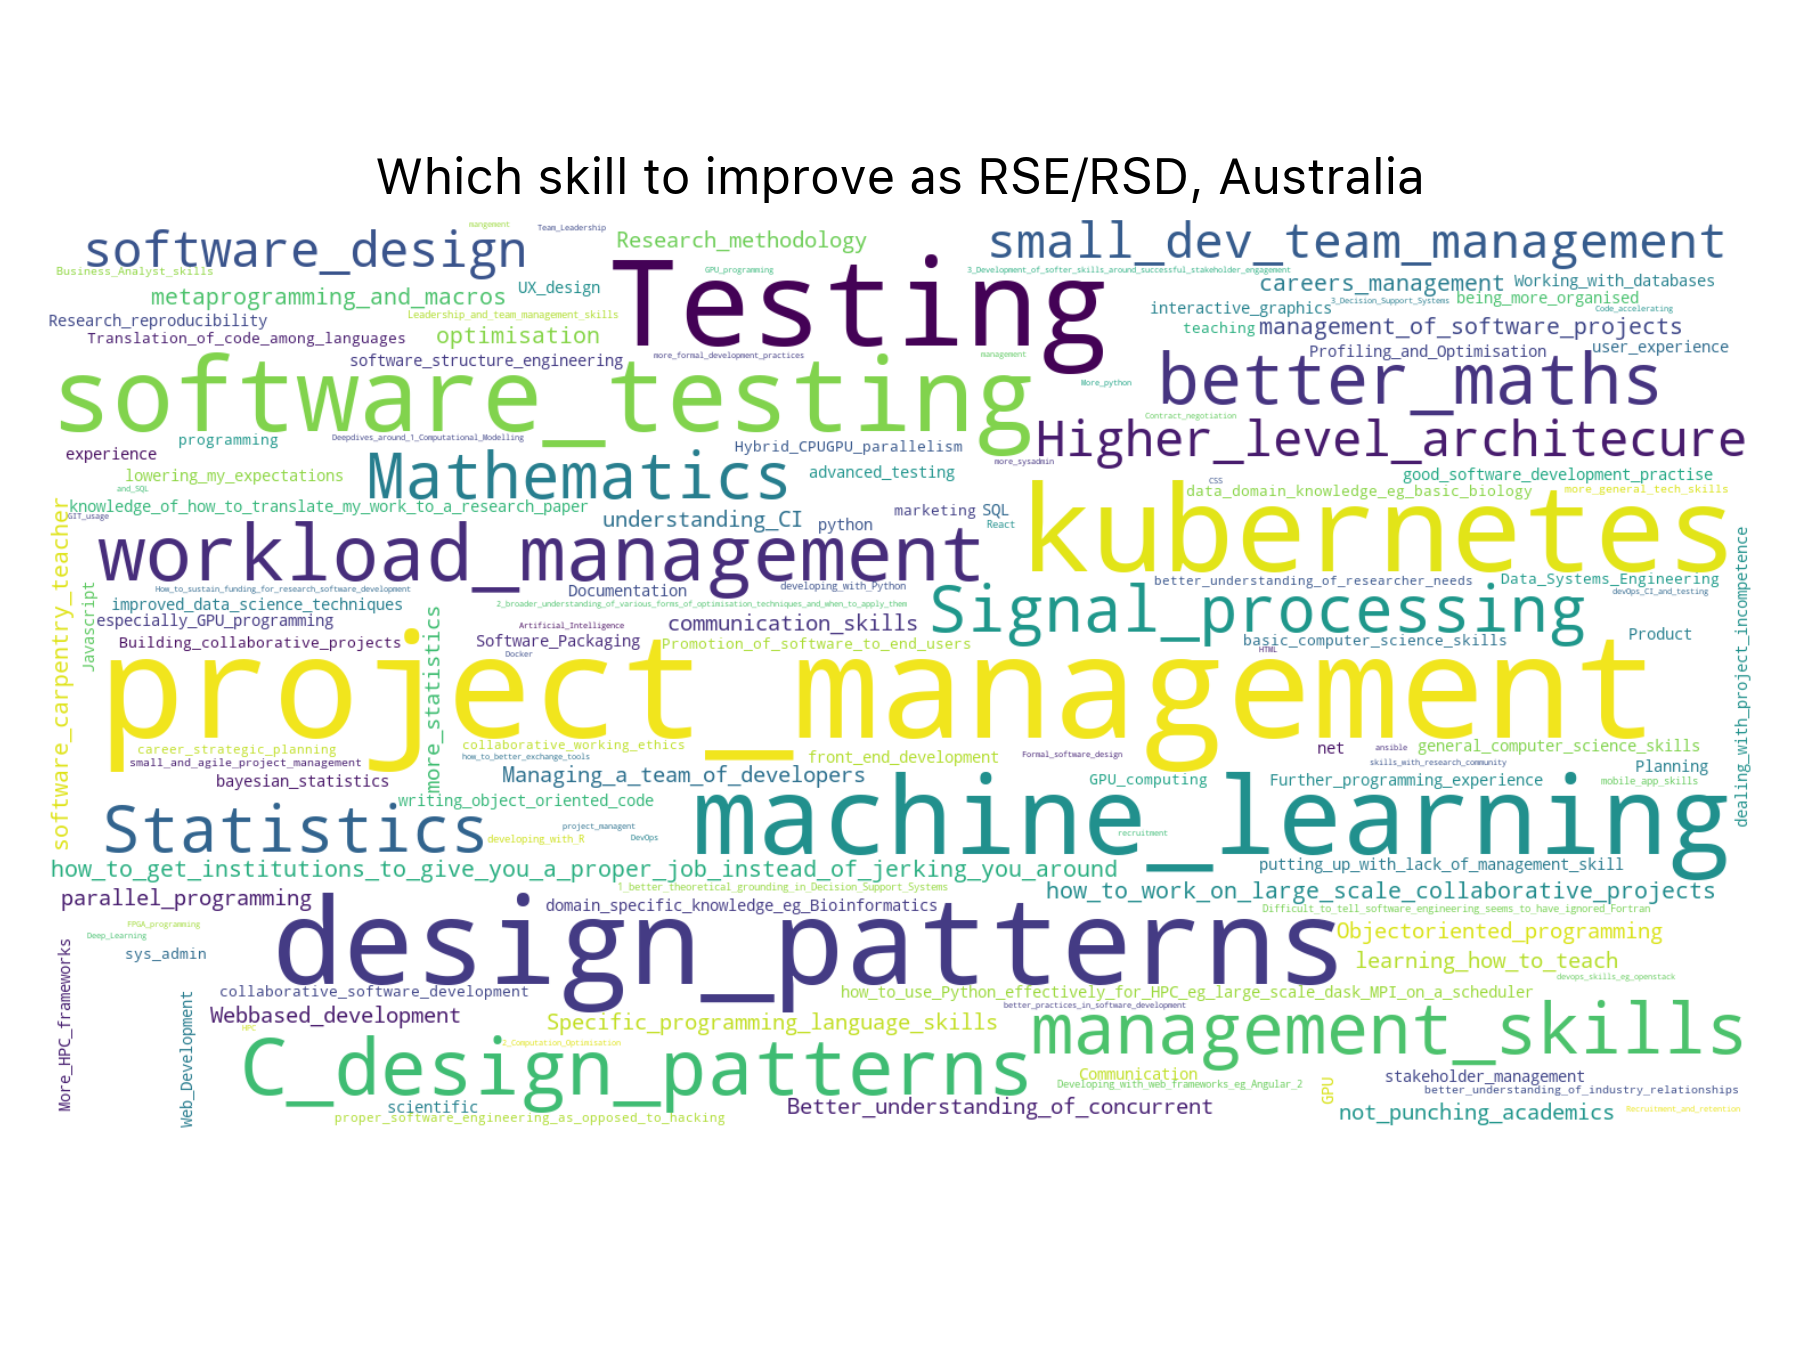 Which skill to improve as RSE/RSD, Australia
mangement
Team_Leadership
software_design
Research_methodology
small_dev_team_management
Business_Analyst_skills
GPU_programming
3_Development_of_softer_skills_around_successful_stakeholder_engagement
Testing
careers_management
Working_with_databases
metaprogramming_and_macros
UX_design
interactive_graphics
3_Decision_Support_Systems
being_more_organised
Code_accelerating
Research_reproducibility
Leadership_and_team_management_skills
teaching
management_of_software_projects
Translation_of_code_among_languages
optimisation
software_structure_engineering
more_formal_development_practices
management
Profiling_and_Optimisation
user_experience
software_testing
More_python
better_maths
Contract_negotiation
programming
Deepdives_around_1_Computational_Modelling
Hybrid_CPUGPU_parallelism
Higher_level_architecure
experience
more_sysadmin
lowering_my_expectations
Mathematics
advanced_testing
good_software_development_practise
and_SQL
CSS
data_domain_knowledge_eg_basic_biology
more_general_tech_skills
knowledge_of_how_to_translate_my_work_to_a_research_paper
GIT_usage
understanding_CI
python
marketing
SQL
React
kubernetes
workload_management
software_carpentry_teacher
dealing_with_project_incompetence
Javascript
How_to_sustain_funding_for_research_software_development
Documentation
developing_with_Python
better_understanding_of_researcher_needs
Data_Systems_Engineering
devOps_CI_and_testing
improved_data_science_techniques
2_broader_understanding_of_various_forms_of_optimisation_techniques_and_when_to_apply_them
Signal_processing
especially_GPU_programming
more_statistics
Artificial_Intelligence
communication_skills
Building_collaborative_projects
Software_Packaging
Promotion_of_software_to_end_users
basic_computer_science_skills
Product
Docker
HTML
project_management
career_strategic_planning
collaborative_working_ethics
front_end_development
Formal_software_design
net
ansible
general_computer_science_skills
small_and_agile_project_management
how_to_better_exchange_tools
skills_with_research_community
Planning
bayesian_statistics
Managing_a_team_of_developers
GPU_computing
Further_programming_experience
mobile_app_skills
writing_object_oriented_code
machine_learning
Statistics
project_managent
developing_with_R
DevOps
recruitment
how_to_get_institutions_to_give_you_a_proper_job_instead_of_jerking_you_around
putting_up_with_lack_of_management_skill
1_better_theoretical_grounding_in_Decision_Support_Systems
how_to_work_on_large_scale_collaborative_projects
parallel_programming
domain_specific_knowledge_eg_Bioinformatics
Difficult_to_tell_software_engineering_seems_to_have_ignored_Fortran
FPGA_programming
Deep_Learning
design_patterns
Objectoriented_programming
sys_admin
learning_how_to_teach
devops_skills_eg_openstack
More_HPC_frameworks
Web_Development
collaborative_software_development
how_to_use_Python_effectively_for_HPC_eg_large_scale_dask_MPI_on_a_scheduler
better_practices_in_software_development
Webbased_development
HPC
Specific_programming_language_skills
management_skills
2_Computation_Optimisation
C_design_patterns
Communication
Developing_with_web_frameworks_eg_Angular_2
GPU
stakeholder_management
better_understanding_of_industry_relationships
scientific
Better_understanding_of_concurrent
not_punching_academics
Recruitment_and_retention
proper_software_engineering_as_opposed_to_hacking